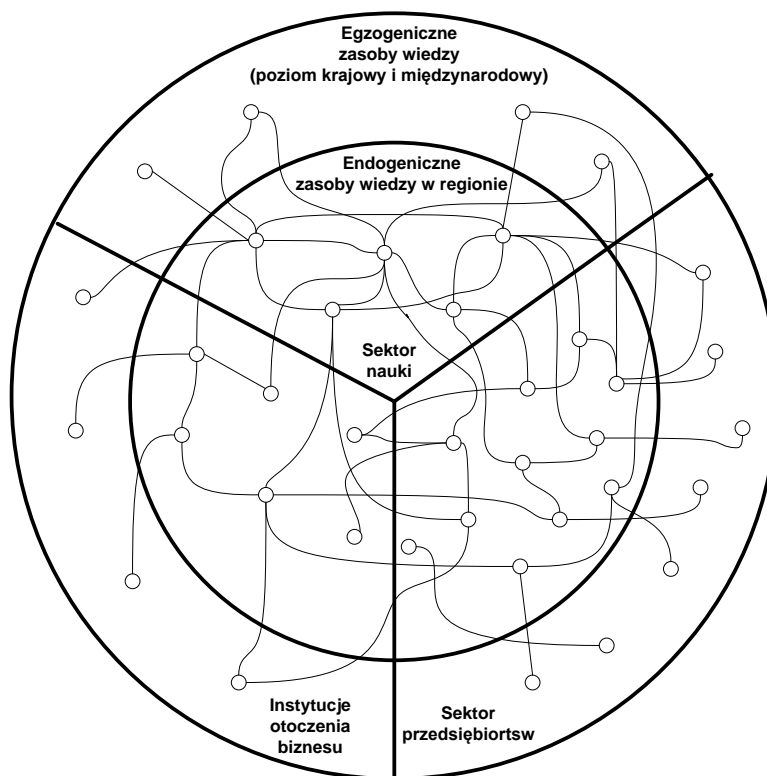 Egzogeniczne
zasoby wiedzy
(poziom krajowy i międzynarodowy)
Endogeniczne
zasoby wiedzy w regionie
Sektor
nauki
Instytucje
otoczenia
biznesu
Sektor
przedsiębiortsw